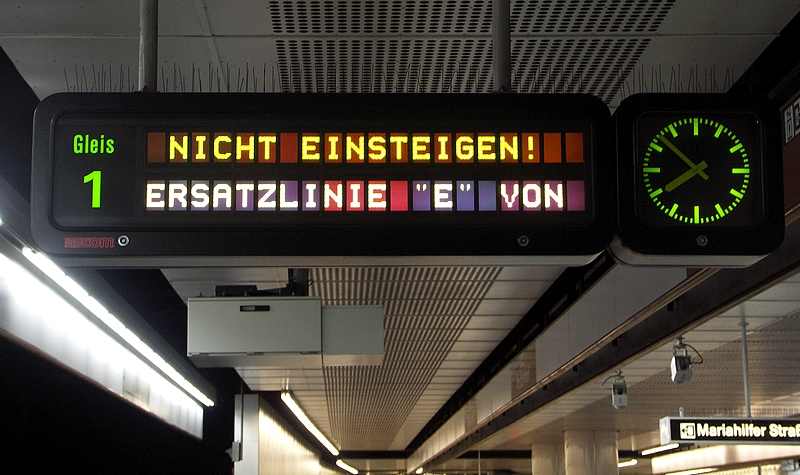 Gleis
1
NICHT EINSTEIGEN!
ERSATZLINIE "E" VON
Mariahilfer Straß